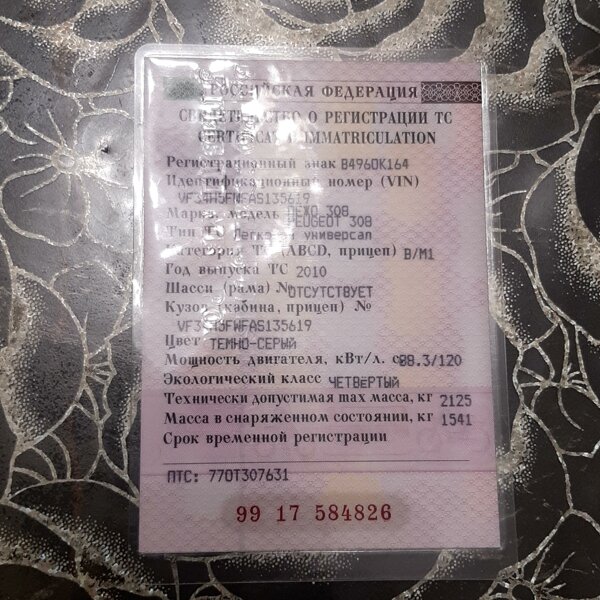 РОССИЙСКАЯ ФЕДЕРАЦИЯ
СВИДЕТЕЛЬСТВО О РЕГИСТРАЦИИ ТС
CERTIFICAT D'IMMATRICULATION
Регистрационный знак В496ОК164
Идентификационный номер (VIN)
VF34H5FWFAS135619
Марка, модель ПЕЖО 308
PEUGEOT 308
Тип ТС Легковой универсал
Категория ТС (ABCD, прицеп) B/M1
Год выпуска ТС 2010
Шасси (рама) № ОТСУТСТВУЕТ
Кузов (кабина, прицеп) №
VF34H5FWFAS135619
Цвет ТЕМНО-СЕРЫЙ
Мощность двигателя, кВт/л. с. 88.3/120
Экологический класс ЧЕТВЕРТЫЙ
Технически допустимая max масса, кг 2125
Масса в снаряженном состоянии, кг 1541
Срок временной регистрации
ПТС: 77ОТ307631
99 17 584826